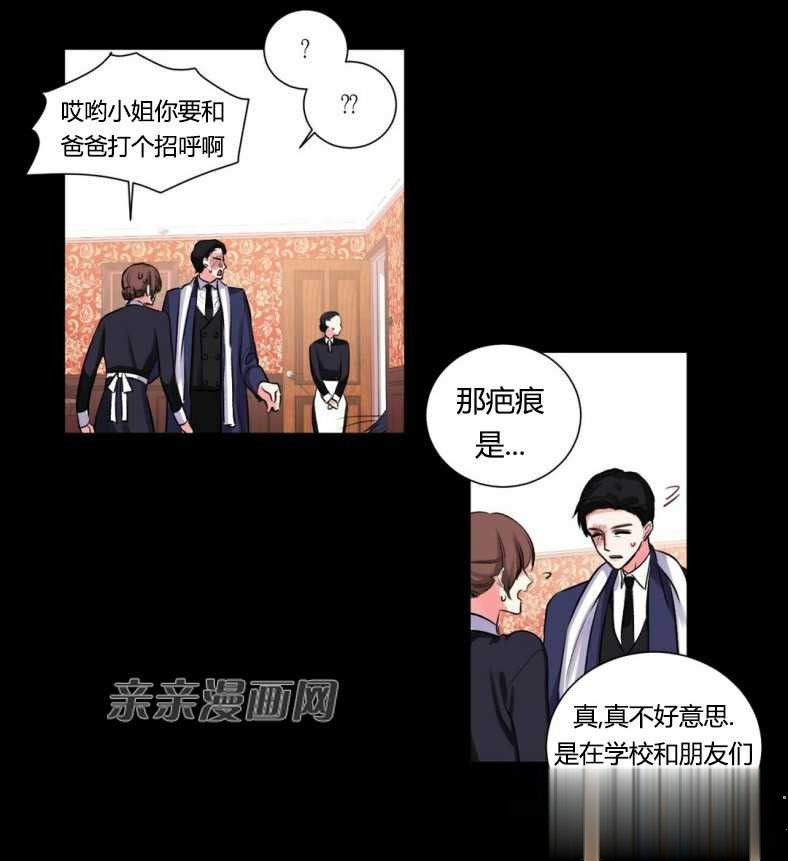 ?
??
哎哟小姐你要和
爸爸打个招呼啊
那疤痕
是...
真,真不好意思.
是在学校和朋友们
亲亲漫画网